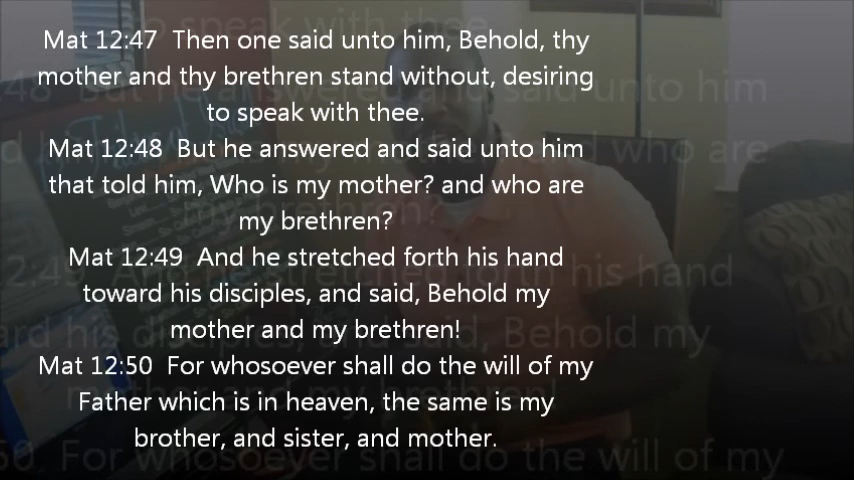 Mat 12:47  Then one said unto him, Behold, thy
mother and thy brethren stand without, desiring
to speak with thee.
Mat 12:48  But he answered and said unto him
that told him, Who is my mother? and who are
my brethren?
Mat 12:49  And he stretched forth his hand
toward his disciples, and said, Behold my
mother and my brethren!
Mat 12:50  For whosoever shall do the will of my
Father which is in heaven, the same is my
brother, and sister, and mother.